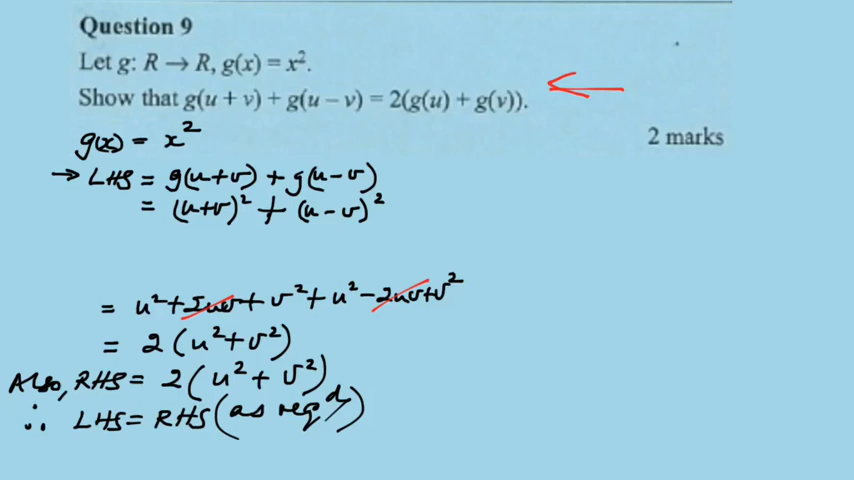 Question 9
Let g: R → R, g(x) = x².
Show that g(u + v) + g(u − v) = 2(g(u) + g(v)).
2 marks
g(x) = x²
→ LHS = g(u+v) + g(u−v)
= (u+v)² + (u−v)²
= u² + 2uv + v² + u² − 2uv + v²
= 2(u² + v²)
Also, RHS = 2(u² + v²)
∴ LHS = RHS (as reqd)